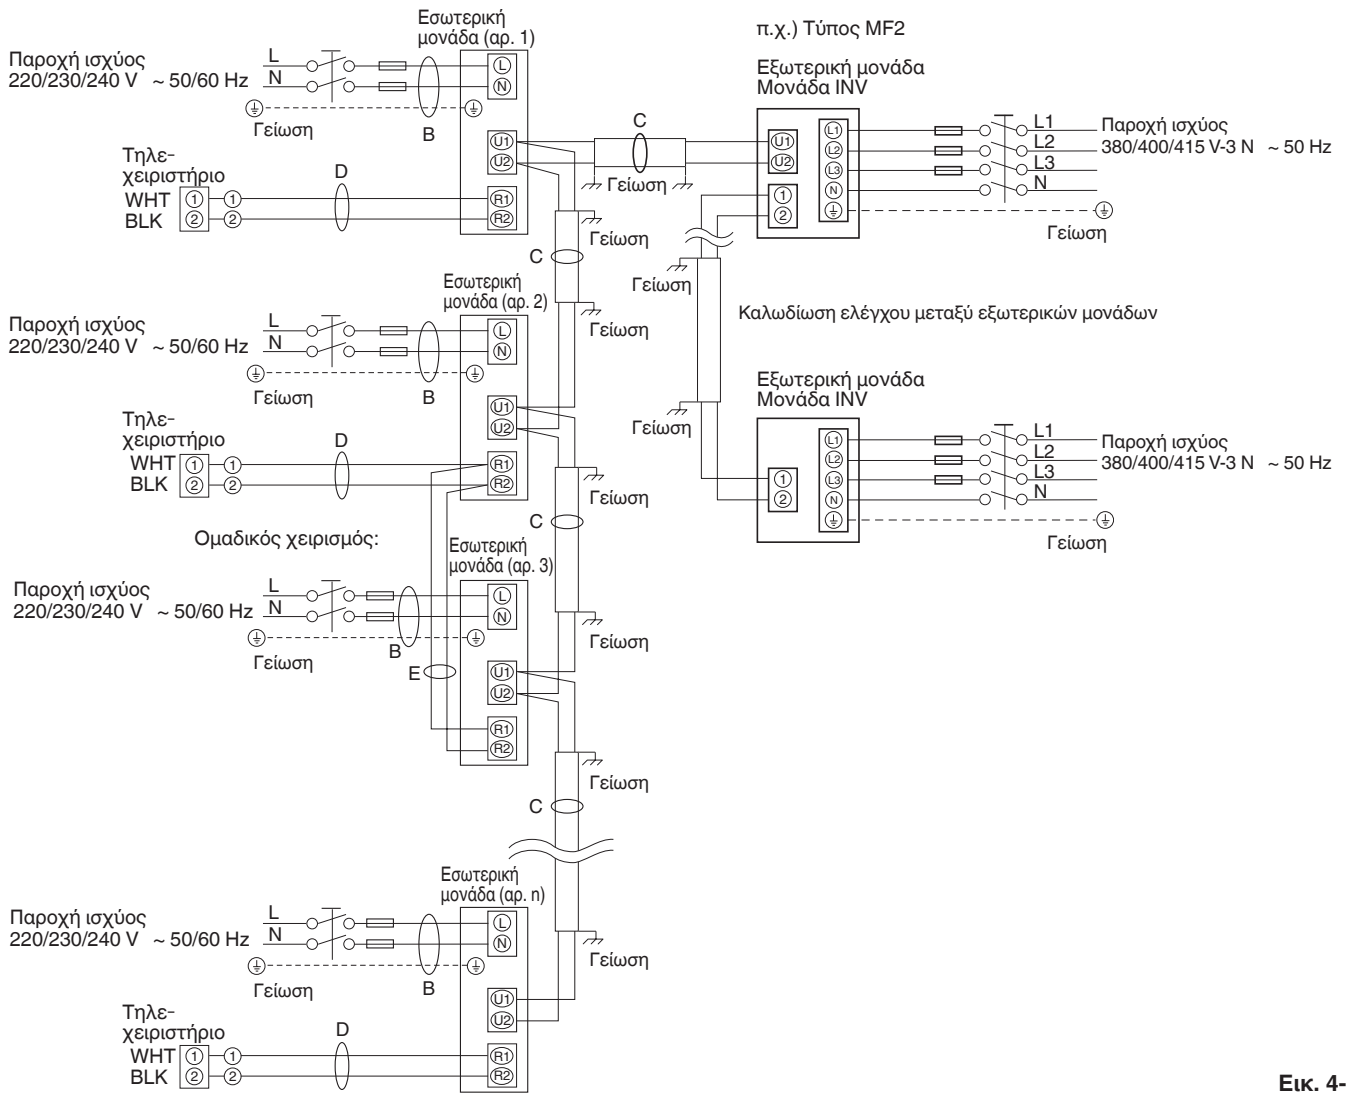 Εσωτερική
μονάδα (αρ. 1)
Παροχή ισχύος
220/230/240 V ~ 50/60 Hz
L
N
Γείωση
B
L
N
U1
U2
R1
R2
Τηλε-
χειριστήριο
WHT 1 1
BLK 2 2
D
C
Γείωση
Γείωση
C
Γείωση
π.χ.) Τύπος MF2
Εξωτερική μονάδα
Μονάδα INV
U1
U2
1
2
L1
L2
L3
N
L1
L2
L3
N
Παροχή ισχύος
380/400/415 V-3 N ~ 50 Hz
Γείωση
Γείωση
Καλωδίωση ελέγχου μεταξύ εξωτερικών μονάδων
Γείωση
Εξωτερική μονάδα
Μονάδα INV
1
2
L1
L2
L3
N
L1
L2
L3
N
Παροχή ισχύος
380/400/415 V-3 N ~ 50 Hz
Γείωση
Εσωτερική
μονάδα (αρ. 2)
Παροχή ισχύος
220/230/240 V ~ 50/60 Hz
L
N
Γείωση
B
L
N
U1
U2
R1
R2
Τηλε-
χειριστήριο
WHT 1 1
BLK 2 2
D
Γείωση
C
Γείωση
Ομαδικός χειρισμός:
Εσωτερική
μονάδα (αρ. 3)
Παροχή ισχύος
220/230/240 V ~ 50/60 Hz
L
N
Γείωση
B
E
L
N
U1
U2
R1
R2
Γείωση
C
Εσωτερική
μονάδα (αρ. n)
Παροχή ισχύος
220/230/240 V ~ 50/60 Hz
L
N
Γείωση
B
L
N
U1
U2
R1
R2
Γείωση
Τηλε-
χειριστήριο
WHT 1 1
BLK 2 2
D
Εικ. 4-